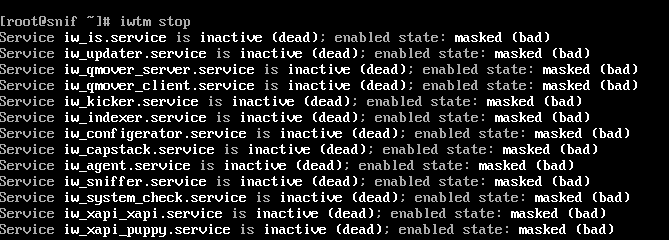 [root@snif ~]# iwtm stop
Service iw_is.service is inactive (dead); enabled state: masked (bad)
Service iw_updater.service is inactive (dead); enabled state: masked (bad)
Service iw_qmover_server.service is inactive (dead); enabled state: masked (bad)
Service iw_qmover_client.service is inactive (dead); enabled state: masked (bad)
Service iw_kicker.service is inactive (dead); enabled state: masked (bad)
Service iw_indexer.service is inactive (dead); enabled state: masked (bad)
Service iw_configerator.service is inactive (dead); enabled state: masked (bad)
Service iw_capstack.service is inactive (dead); enabled state: masked (bad)
Service iw_agent.service is inactive (dead); enabled state: masked (bad)
Service iw_sniffer.service is inactive (dead); enabled state: masked (bad)
Service iw_system_check.service is inactive (dead); enabled state: masked (bad)
Service iw_xapi_xapi.service is inactive (dead); enabled state: masked (bad)
Service iw_xapi_puppy.service is inactive (dead); enabled state: masked (bad)